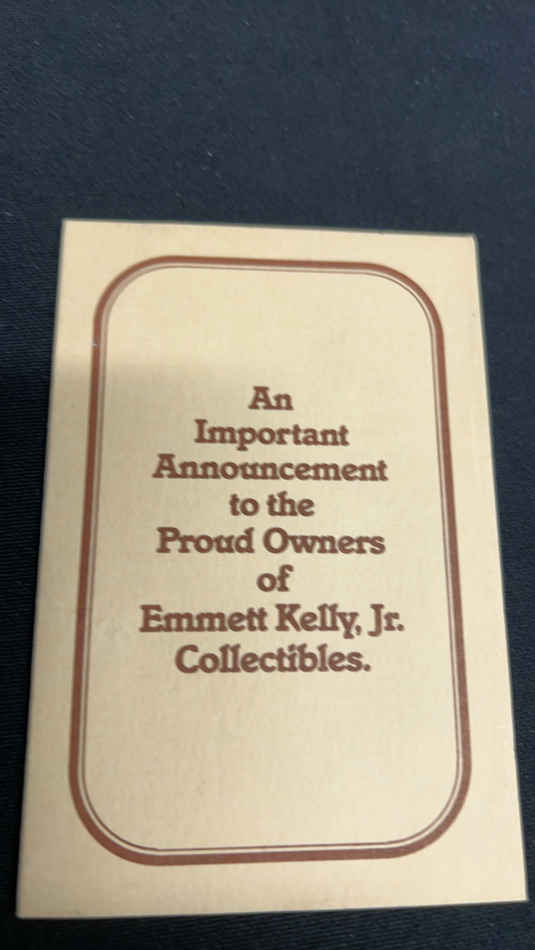 An
Important
Announcement
to the
Proud Owners
of
Emmett Kelly, Jr.
Collectibles.